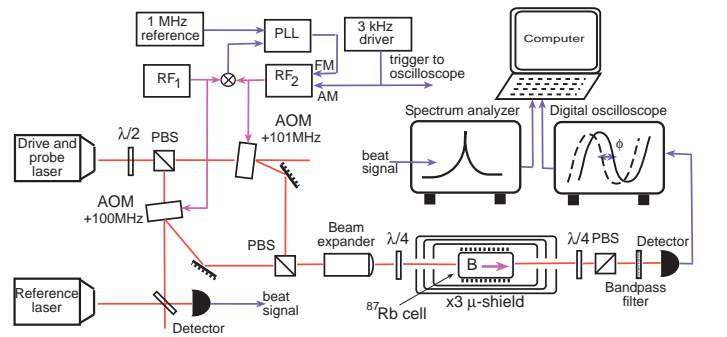 1 MHz
reference
PLL
3 kHz
driver
FM
trigger to
oscilloscope
RF1
RF2
AM
Computer
Spectrum analyzer
Digital oscilloscope
beat
signal
ϕ
Drive and
probe
laser
λ/2
PBS
AOM
+101MHz
AOM
+100MHz
PBS
Beam
expander
λ/4
B
87Rb cell
x3 μ-shield
λ/4
PBS
Detector
Bandpass
filter
Reference
laser
Detector
beat
signal